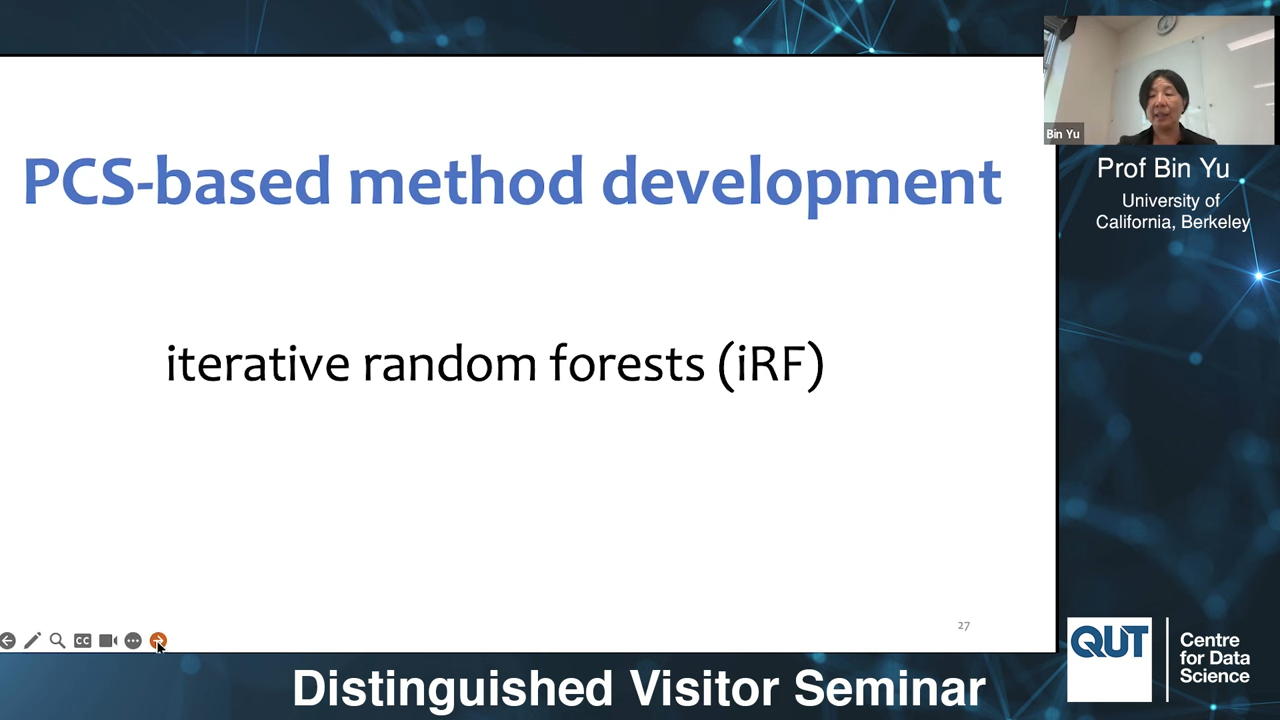 PCS-based method development
iterative random forests (iRF)
27
CC
Bin Yu
Prof Bin Yu
University of
California, Berkeley
QUT
Centre
for Data
Science
Distinguished Visitor Seminar